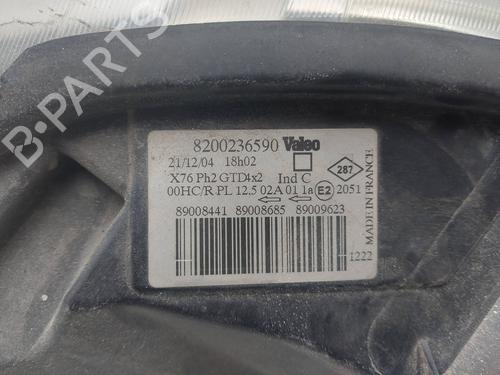 8200236590 Valeo
21/12/04 18h02
X76 Ph2 GTD4x2 Ind C
00HC/R PL 12.5 02A 01 1a E2 2051
89008441 89008685 89009623
1222
287
MADE IN FRANCE
B-PARTS